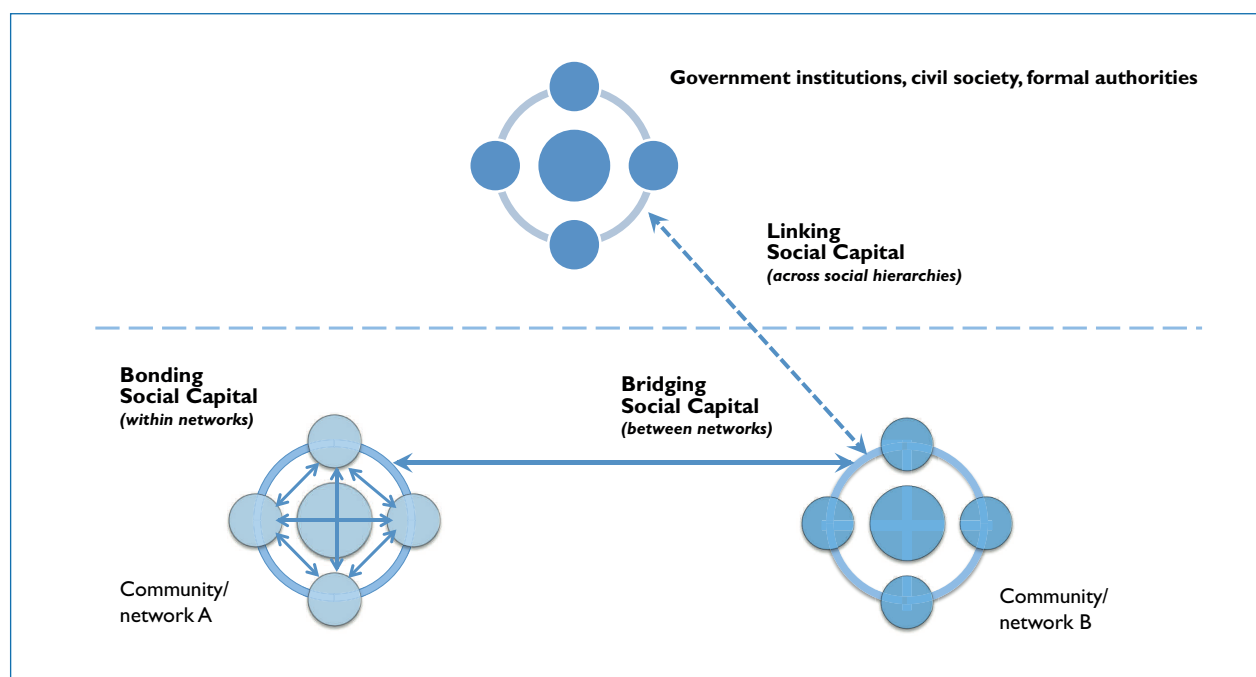 Government institutions, civil society, formal authorities
Linking
Social Capital
(across social hierarchies)
Bonding
Social Capital
(within networks)
Bridging
Social Capital
(between networks)
Community/
network A
Community/
network B